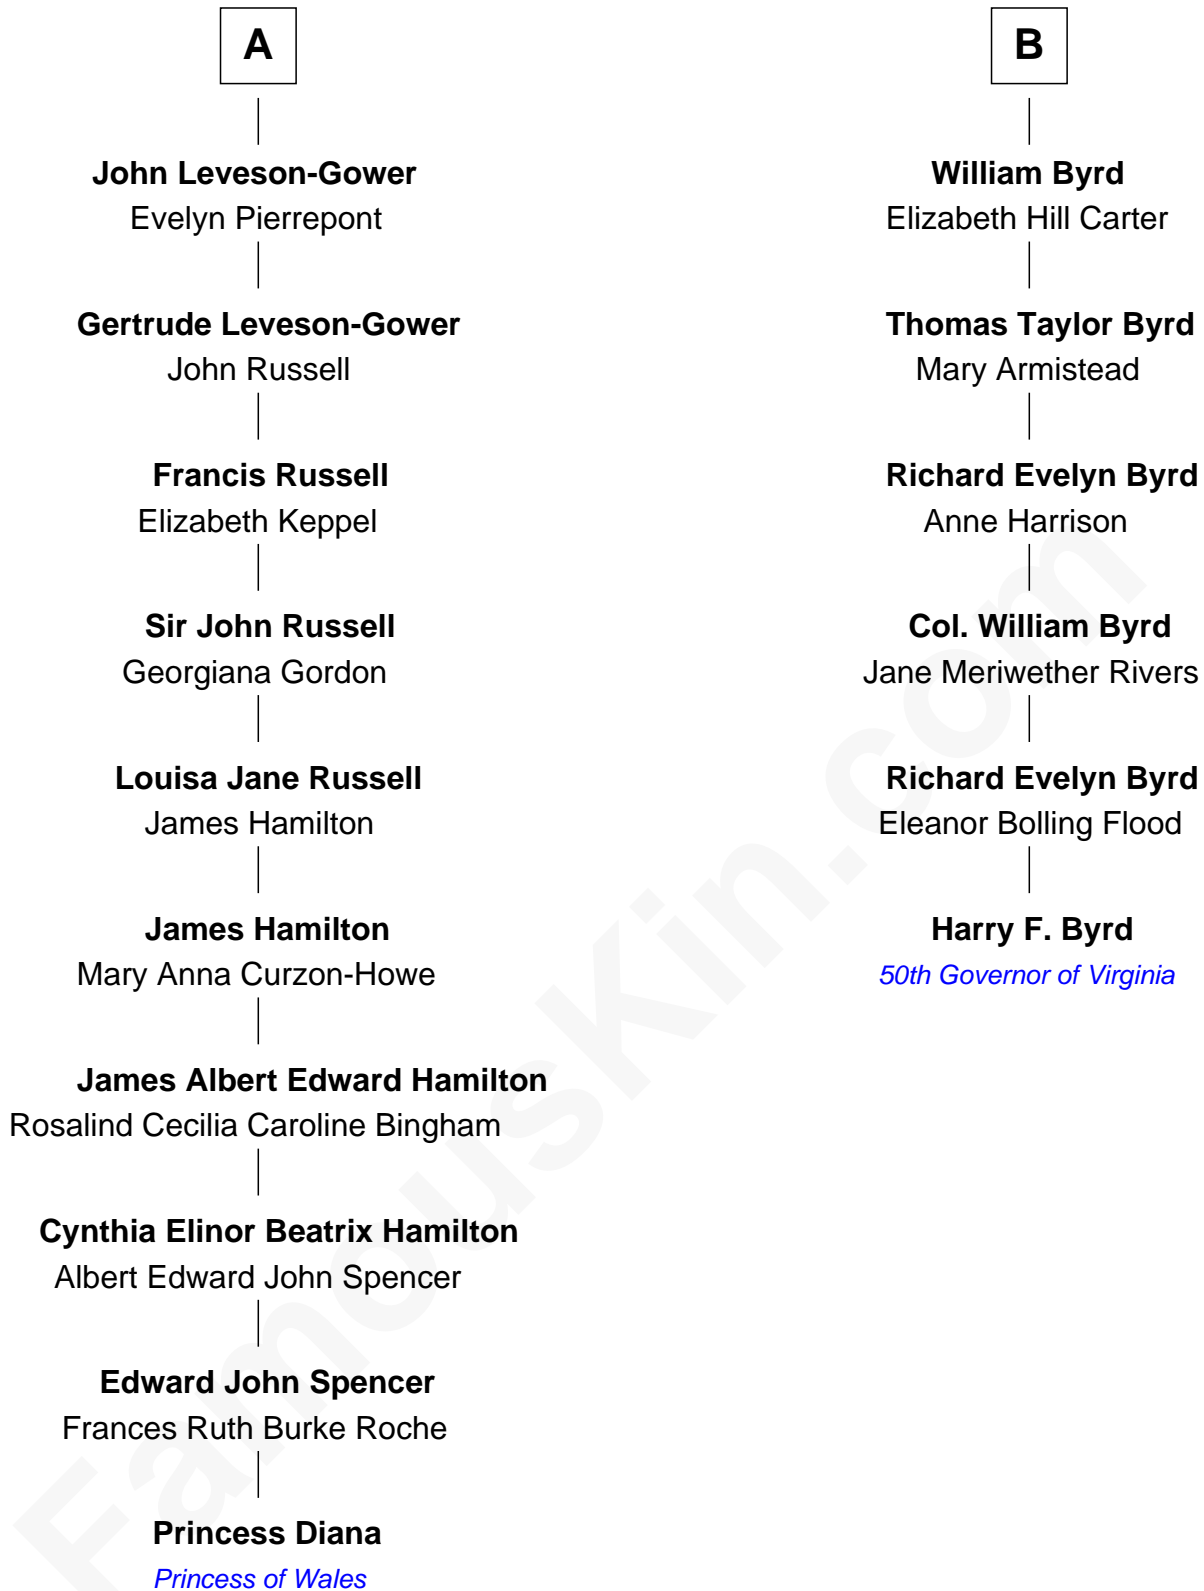 A
John Leveson-Gower
Evelyn Pierrepont
Gertrude Leveson-Gower
John Russell
Francis Russell
Elizabeth Keppel
Sir John Russell
Georgiana Gordon
Louisa Jane Russell
James Hamilton
James Hamilton
Mary Anna Curzon-Howe
James Albert Edward Hamilton
Rosalind Cecilia Caroline Bingham
Cynthia Elinor Beatrix Hamilton
Albert Edward John Spencer
Edward John Spencer
Frances Ruth Burke Roche
Princess Diana
Princess of Wales
B
William Byrd
Elizabeth Hill Carter
Thomas Taylor Byrd
Mary Armistead
Richard Evelyn Byrd
Anne Harrison
Col. William Byrd
Jane Meriwether Rivers
Richard Evelyn Byrd
Eleanor Bolling Flood
Harry F. Byrd
50th Governor of Virginia
FamousKin.com